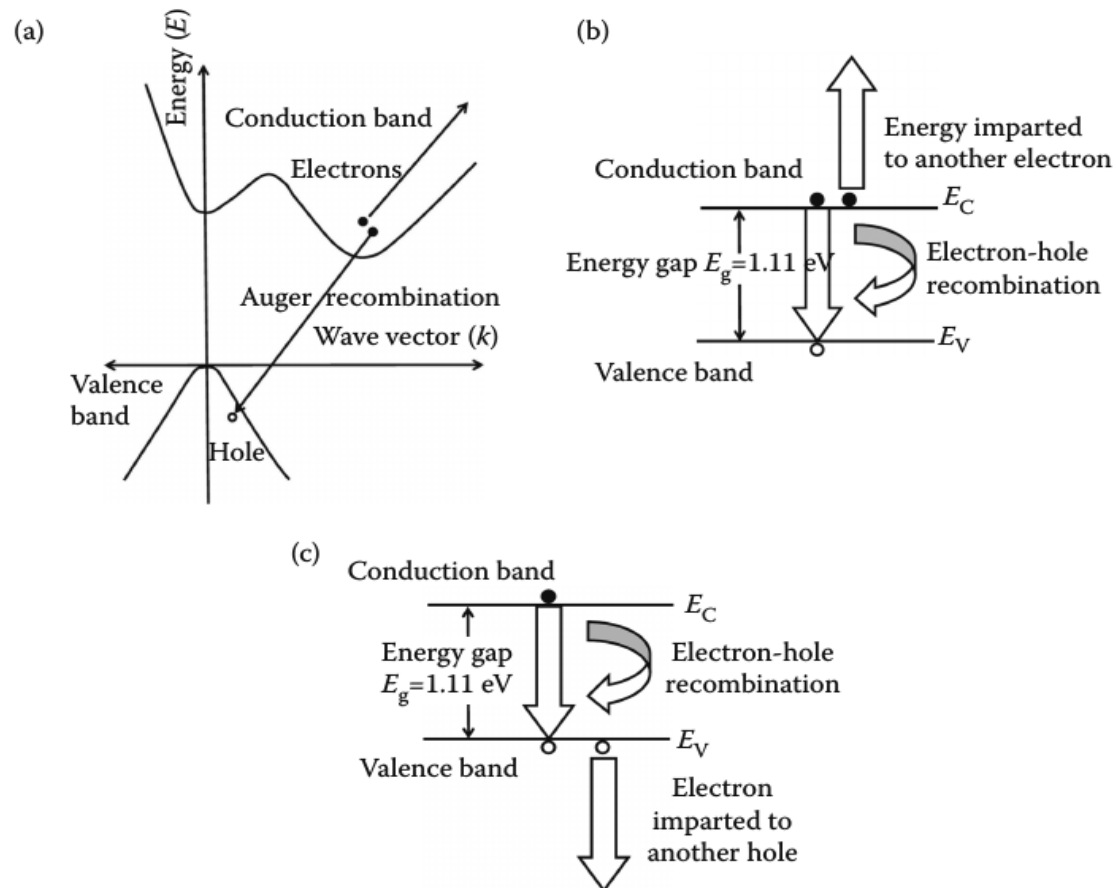 (a)
Energy (E)
Conduction band
Electrons
Auger recombination
Wave vector (k)
Valence
band
Hole
(b)
Energy imparted
to another electron
Conduction band
E_C
Energy gap E_g=1.11 eV
Electron-hole
recombination
E_V
Valence band
(c)
Conduction band
E_C
Energy gap
E_g=1.11 eV
Electron-hole
recombination
E_V
Valence band
Electron
imparted to
another hole